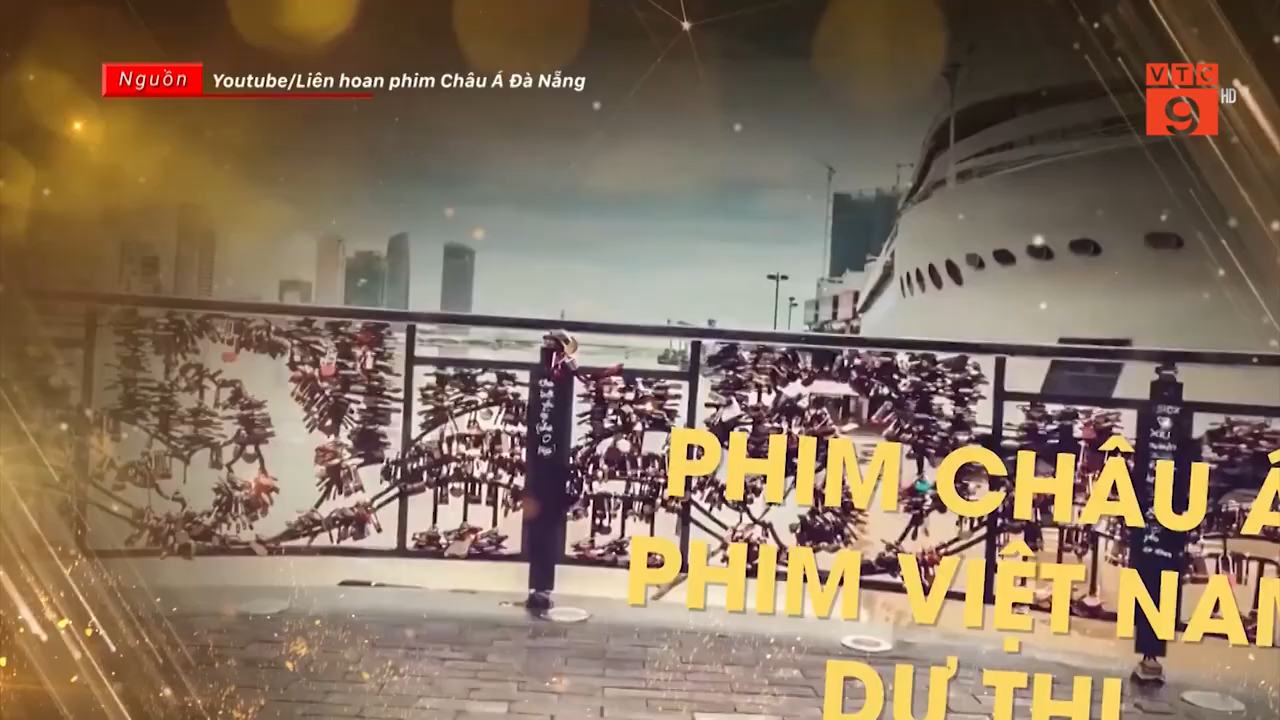 Nguồn Youtube/Liên hoan phim Châu Á Đà Nẵng
VTC
9 HD
PHIM CHÂU Á
PHIM VIỆT NAM
DỰ THI